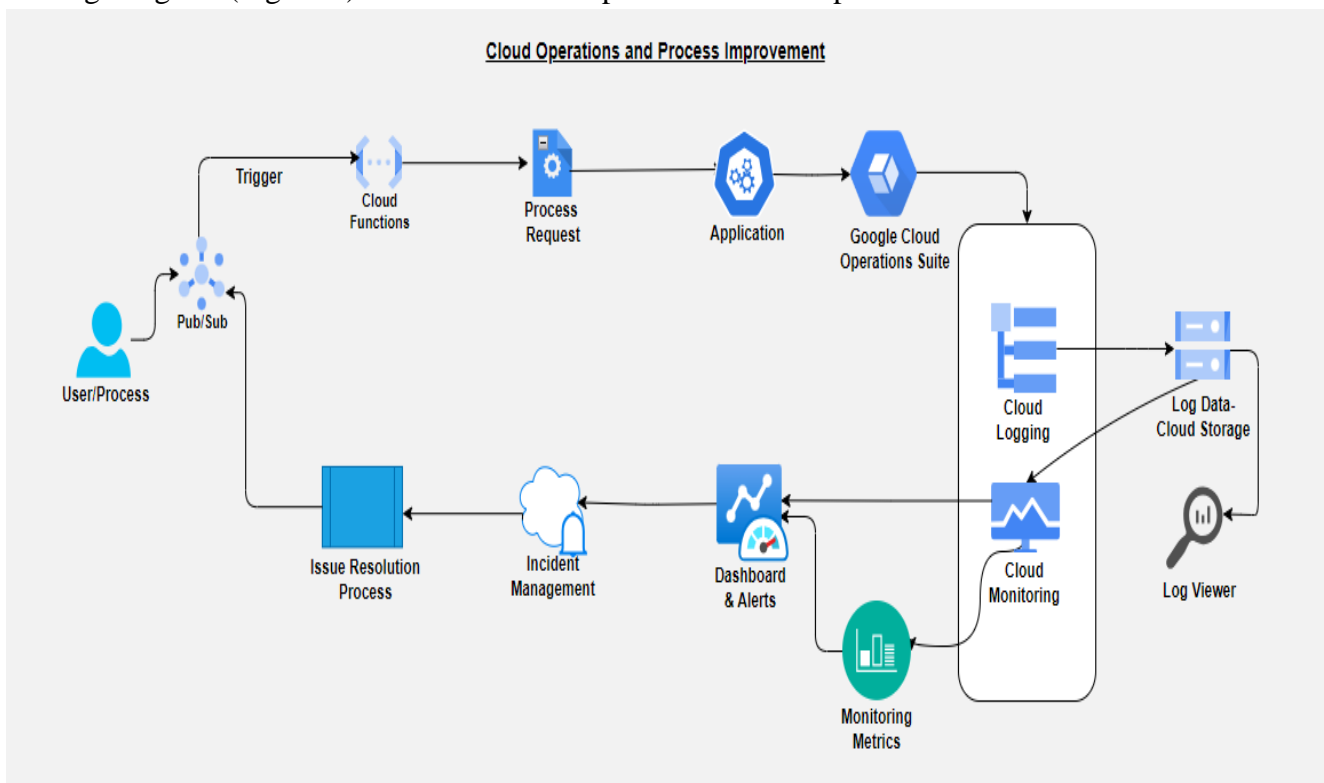 Cloud Operations and Process Improvement
Trigger
Cloud
Functions
Process
Request
Application
Google Cloud
Operations Suite
Pub/Sub
User/Process
Cloud
Logging
Log Data-
Cloud Storage
Issue Resolution
Process
Incident
Management
Dashboard
& Alerts
Cloud
Monitoring
Log Viewer
Monitoring
Metrics